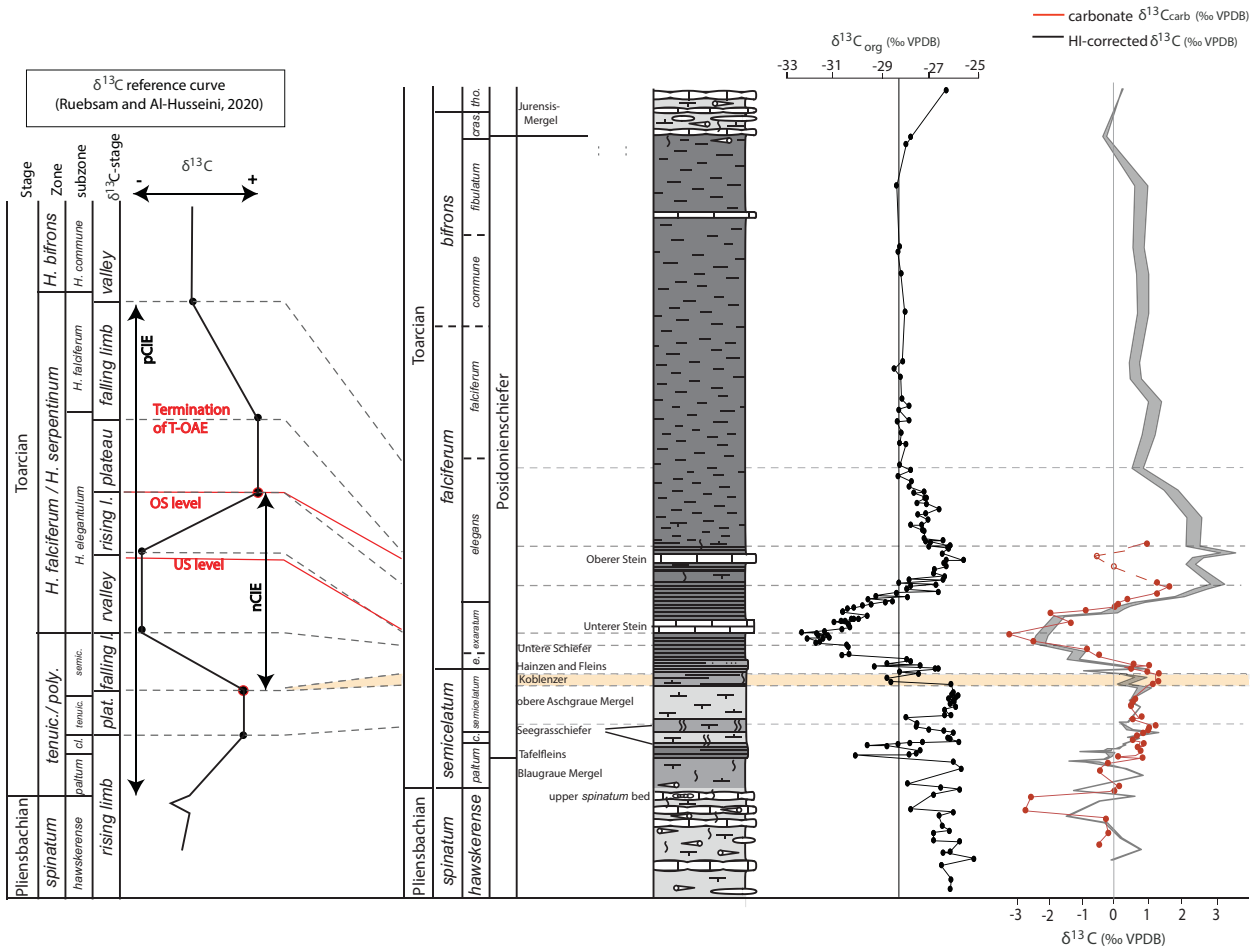 carbonate δ13Ccarb (‰ VPDB)
HI-corrected δ13C (‰ VPDB)
δ13C org (‰ VPDB)
-33
-31
-29
-27
-25
δ13C reference curve
(Ruebsam and Al-Husseini, 2020)
Stage
Zone
subzone
δ13C-stage
δ13C
-
+
Toarcian
Pliensbachian
H. bifrons
H. falciferum / H. serpentinum
tenuic./ poly.
spinatum
H. commune
H. falciferum
H. elegantulum
semic.
tenuic.
cl.
paltum
hawskerense
valley
falling limb
plateau
rising l.
rvalley
falling l.
plat.
rising limb
pCIE
nCIE
Termination
of T-OAE
OS level
US level
Toarcian
Pliensbachian
bifrons
falciferum
semicelatum
spinatum
tho.
cras.
fibulatum
commune
falciferum
elegans
exaratum
e. l
semicelatum
c.
paltum
hawskerense
Jurensis-
Mergel
Posidonienschiefer
: :
Oberer Stein
Unterer Stein
Untere Schiefer
Hainzen and Fleins
Koblenzer
obere Aschgraue Mergel
Seegrasschiefer
Tafelfleins
Blaugraue Mergel
upper spinatum bed
-3
-2
-1
0
1
2
3
δ13C (‰ VPDB)